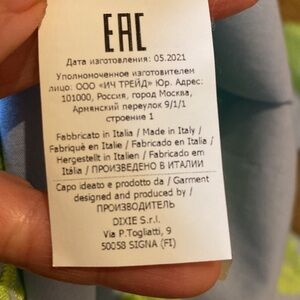 EAC
Дата изготовления: 05.2021
Уполномоченное изготовителем
лицо: ООО «ИЧ ТРЕЙД» Юр. Адрес:
101000, Россия, город Москва,
Армянский переулок 9/1/1
строение 1
Fabbricato in Italia / Made in Italy /
Fabriqué en Italie / Fabricado en Italia /
Hergestellt in Italien / Fabricado em
Itália / ПРОИЗВЕДЕНО В ИТАЛИИ
Capo ideato e prodotto da / Garment
designed and produced by /
ПРОИЗВОДИТЕЛЬ
DIXIE S.r.l.
Via P.Togliatti, 9
50058 SIGNA (FI)